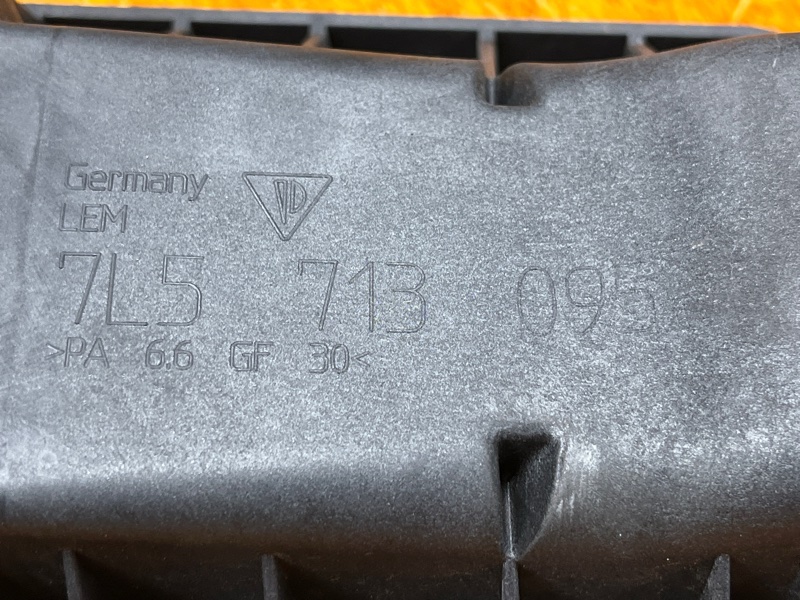 Germany
LEM
7L5 713 095
>PA 6.6 GF 30<